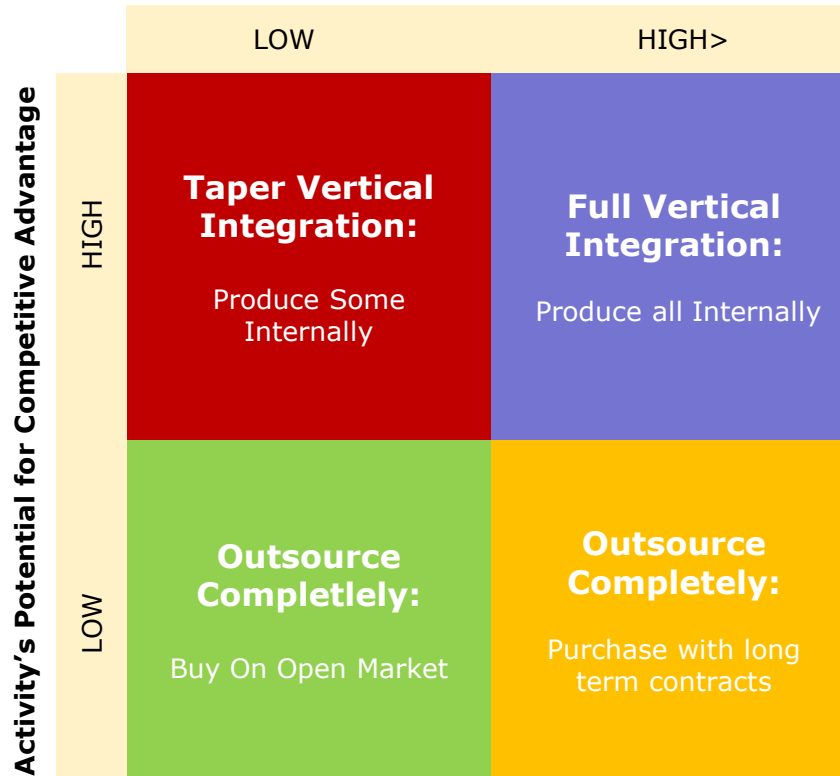 LOW
HIGH>
Activity’s Potential for Competitive Advantage
HIGH
Taper Vertical
Integration:
Produce Some
Internally
Full Vertical
Integration:
Produce all Internally
LOW
Outsource
Completlely:
Buy On Open Market
Outsource
Completely:
Purchase with long
term contracts